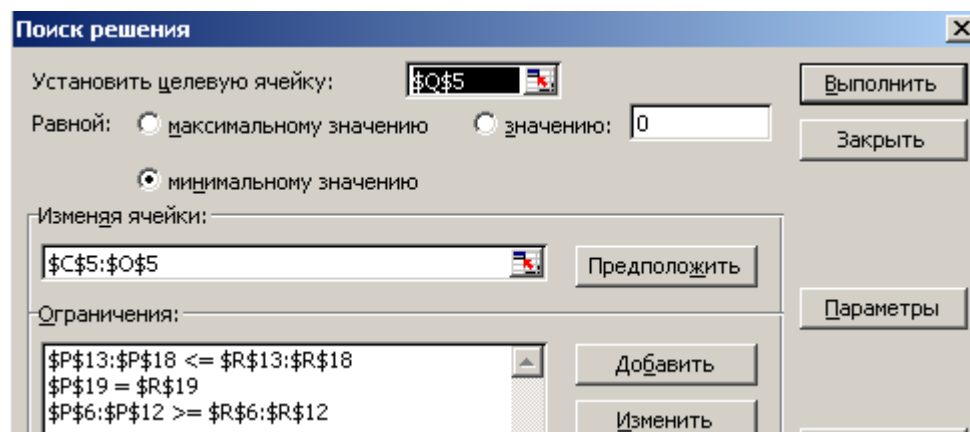 Поиск решения
Установить целевую ячейку: $Q$5 Выполнить
Равной: максимальному значению значению: 0 Закрыть
минимальному значению
Изменяя ячейки:
$C$5:$O$5 Предположить
Ограничения: Параметры
$P$13:$P$18 <= $R$13:$R$18 Добавить
$P$19 = $R$19
$P$6:$P$12 >= $R$6:$R$12 Изменить